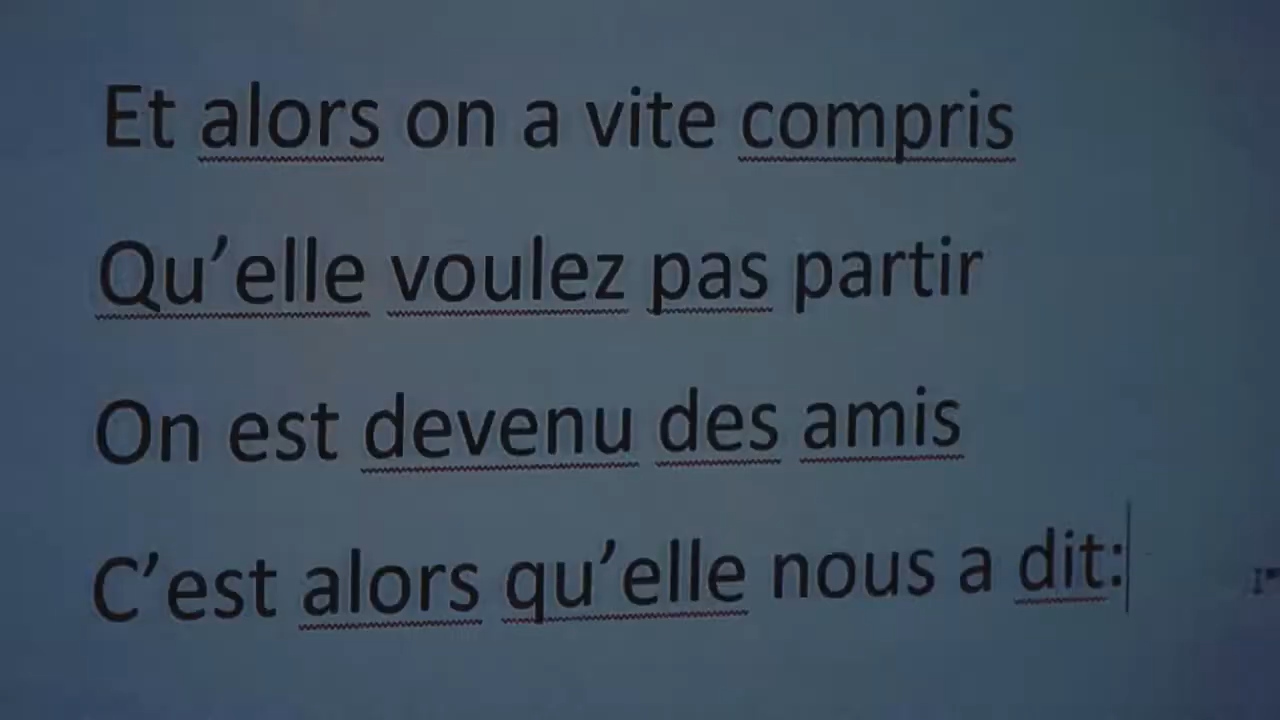 Et alors on a vite compris
Qu’elle voulez pas partir
On est devenu des amis
C’est alors qu’elle nous a dit: